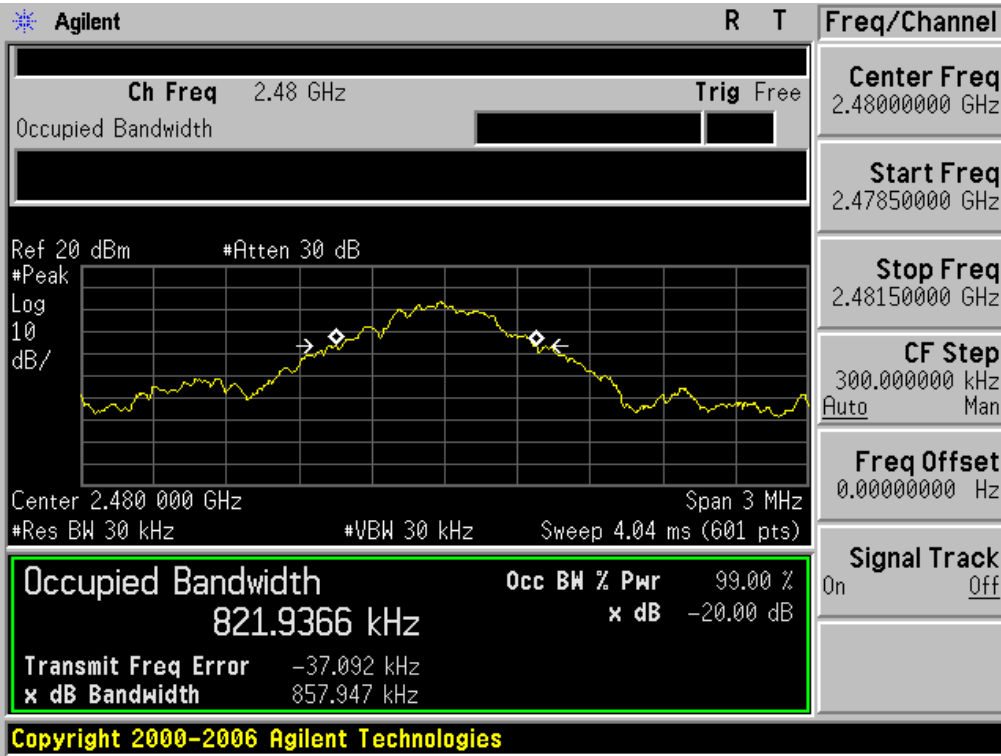 Agilent R T
Freq/Channel
Ch Freq 2.48 GHz Trig Free
Occupied Bandwidth
Center Freq
2.48000000 GHz
Start Freq
2.47850000 GHz
Stop Freq
2.48150000 GHz
CF Step
300.000000 kHz
Auto Man
Freq Offset
0.00000000 Hz
Signal Track
On Off
Ref 20 dBm #Atten 30 dB
#Peak
Log
10
dB/
Center 2.480 000 GHz Span 3 MHz
#Res BW 30 kHz #VBW 30 kHz Sweep 4.04 ms (601 pts)
Occupied Bandwidth Occ BW % Pwr 99.00 %
821.9366 kHz x dB -20.00 dB
Transmit Freq Error -37.092 kHz
x dB Bandwidth 857.947 kHz
Copyright 2000-2006 Agilent Technologies